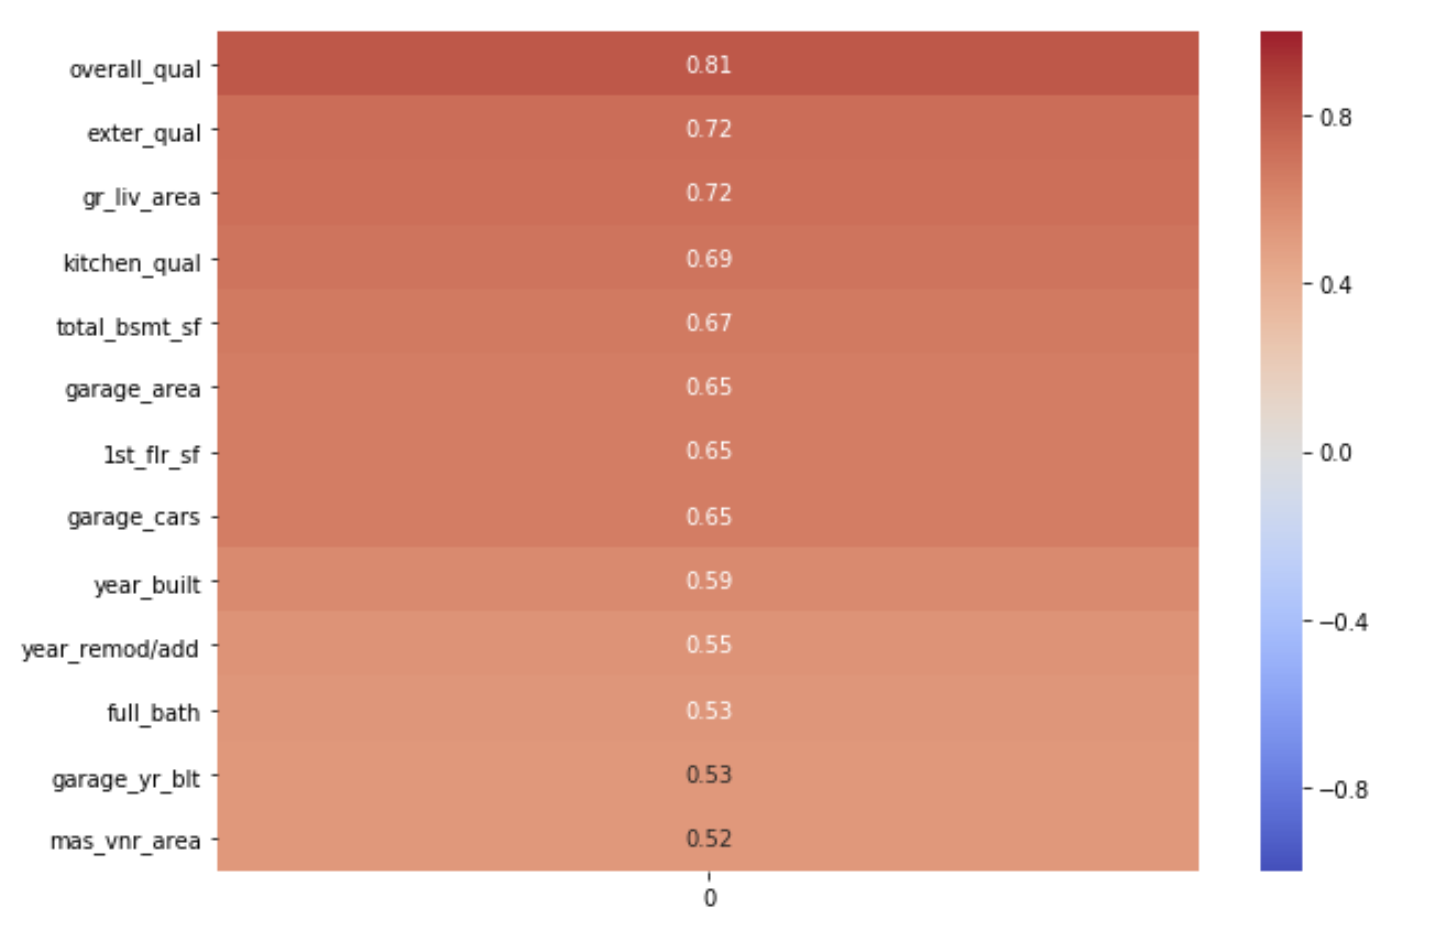 overall_qual 0.81
exter_qual 0.72
gr_liv_area 0.72
kitchen_qual 0.69
total_bsmt_sf 0.67
garage_area 0.65
1st_flr_sf 0.65
garage_cars 0.65
year_built 0.59
year_remod/add 0.55
full_bath 0.53
garage_yr_blt 0.53
mas_vnr_area 0.52
0
0.8
0.4
0.0
−0.4
−0.8